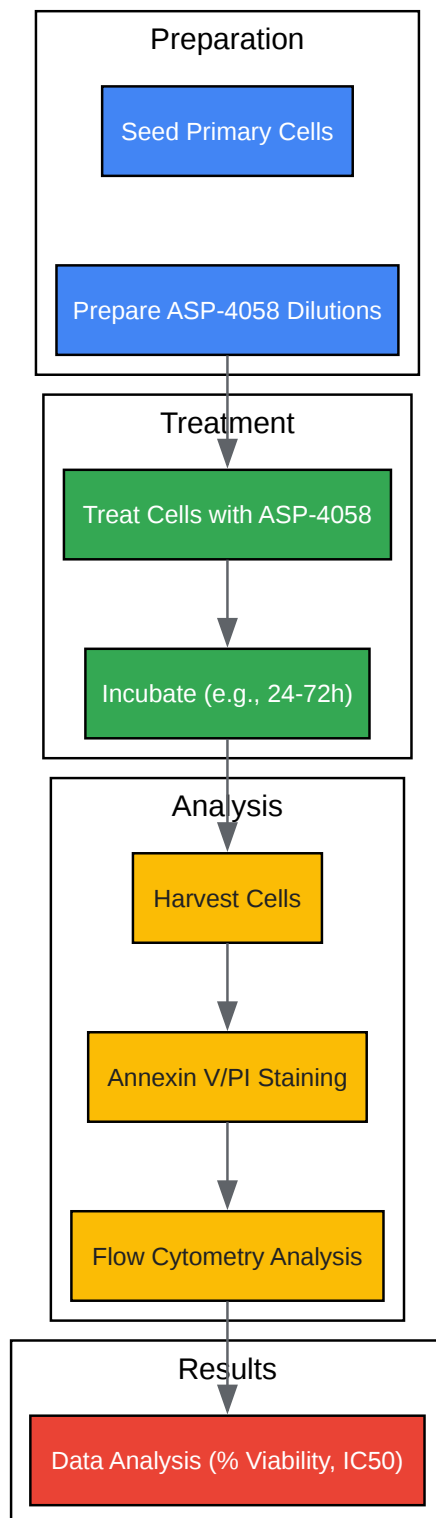 Preparation
Seed Primary Cells
Prepare ASP-4058 Dilutions
Treatment
Treat Cells with ASP-4058
Incubate (e.g., 24-72h)
Analysis
Harvest Cells
Annexin V/PI Staining
Flow Cytometry Analysis
Results
Data Analysis (% Viability, IC50)